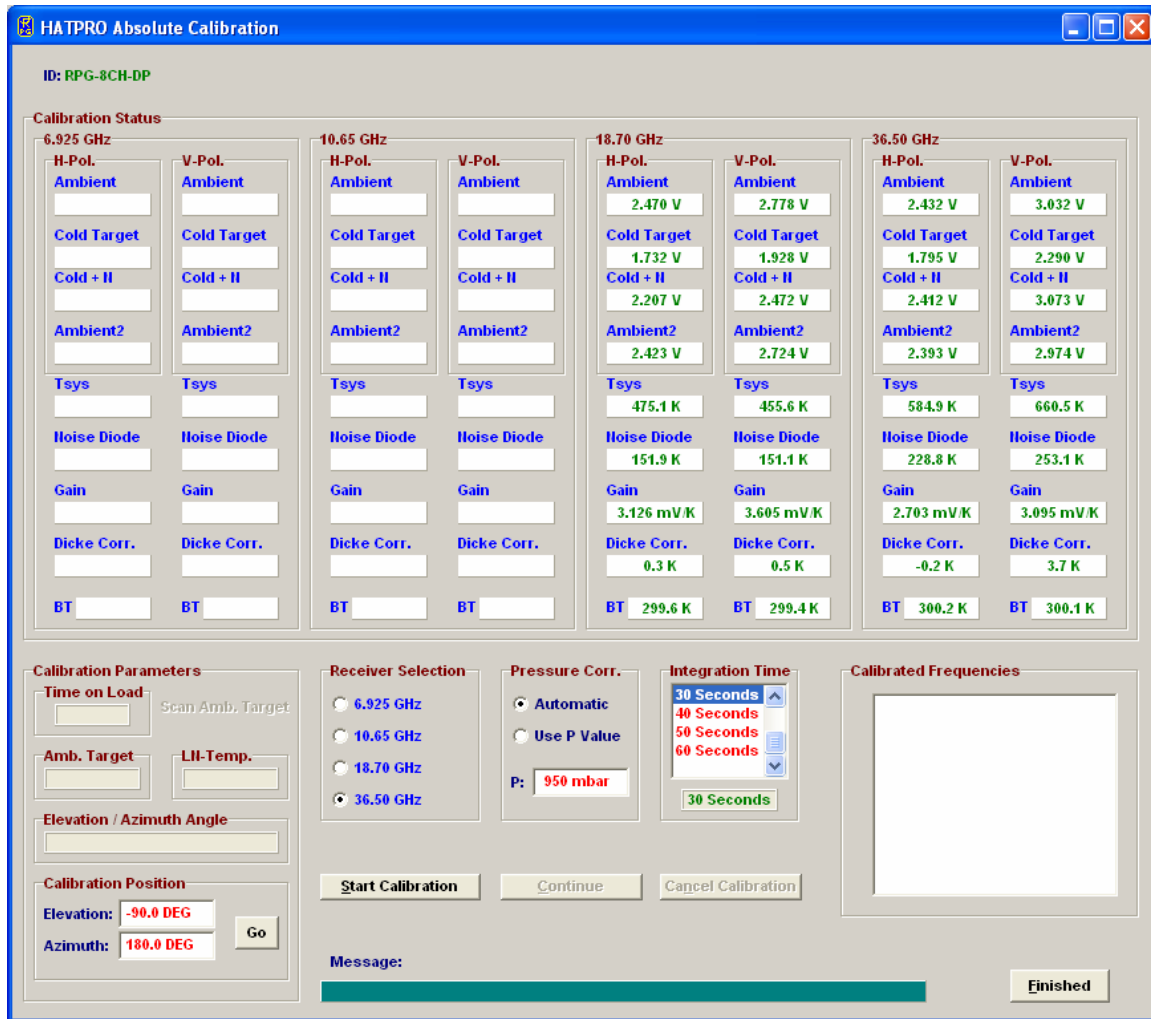 HATPRO Absolute Calibration
ID: RPG-8CH-DP
Calibration Status
6.925 GHz 10.65 GHz 18.70 GHz 36.50 GHz
H-Pol. V-Pol. H-Pol. V-Pol. H-Pol. V-Pol. H-Pol. V-Pol.
Ambient Ambient Ambient Ambient Ambient Ambient Ambient Ambient
2.470 V 2.778 V 2.432 V 3.032 V
Cold Target Cold Target Cold Target Cold Target Cold Target Cold Target Cold Target Cold Target
1.732 V 1.928 V 1.795 V 2.290 V
Cold + N Cold + N Cold + N Cold + N Cold + N Cold + N Cold + N Cold + N
2.207 V 2.472 V 2.412 V 3.073 V
Ambient2 Ambient2 Ambient2 Ambient2 Ambient2 Ambient2 Ambient2 Ambient2
2.423 V 2.724 V 2.393 V 2.974 V
Tsys Tsys Tsys Tsys Tsys Tsys Tsys Tsys
475.1 K 455.6 K 584.9 K 660.5 K
Noise Diode Noise Diode Noise Diode Noise Diode Noise Diode Noise Diode Noise Diode Noise Diode
151.9 K 151.1 K 228.8 K 253.1 K
Gain Gain Gain Gain Gain Gain Gain Gain
3.126 mV/K 3.605 mV/K 2.703 mV/K 3.095 mV/K
Dicke Corr. Dicke Corr. Dicke Corr. Dicke Corr. Dicke Corr. Dicke Corr. Dicke Corr. Dicke Corr.
0.3 K 0.5 K -0.2 K 3.7 K
BT BT BT BT BT 299.6 K BT 299.4 K BT 300.2 K BT 300.1 K
Calibration Parameters
Time on Load
Scan Amb. Target
Amb. Target LN-Temp.
Elevation / Azimuth Angle
Calibration Position
Elevation: -90.0 DEG
Azimuth: 180.0 DEG
Go
Receiver Selection
6.925 GHz
10.65 GHz
18.70 GHz
36.50 GHz
Pressure Corr.
Automatic
Use P Value
P: 950 mbar
Integration Time
30 Seconds
40 Seconds
50 Seconds
60 Seconds
30 Seconds
Calibrated Frequencies
Start Calibration Continue Cancel Calibration
Message:
Finished